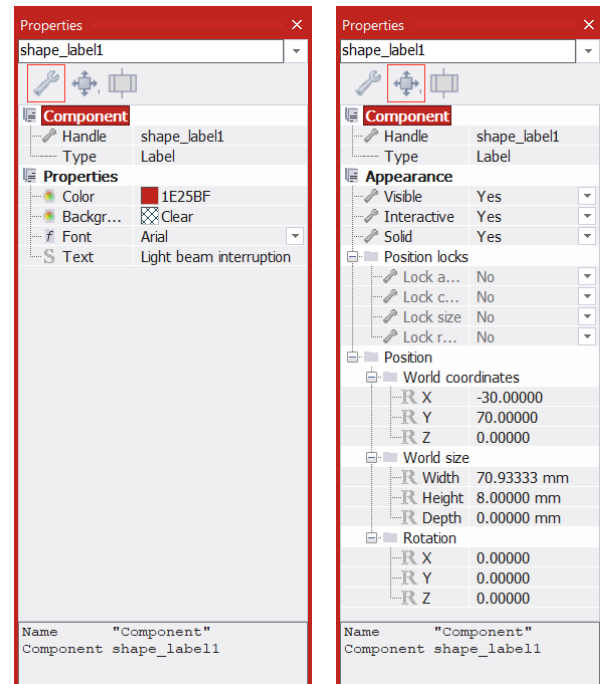 Properties
shape_label1
Component
Handle shape_label1
Type Label
Properties
Color 1E25BF
Backgr... Clear
f Font Arial
S Text Light beam interruption
Name "Component"
Component shape_label1
Properties
shape_label1
Component
Handle shape_label1
Type Label
Appearance
Visible Yes
Interactive Yes
Solid Yes
Position locks
Lock a... No
Lock c... No
Lock size No
Lock r... No
Position
World coordinates
R X -30.00000
R Y 70.00000
R Z 0.00000
World size
R Width 70.93333 mm
R Height 8.00000 mm
R Depth 0.00000 mm
Rotation
R X 0.00000
R Y 0.00000
R Z 0.00000
Name "Component"
Component shape_label1